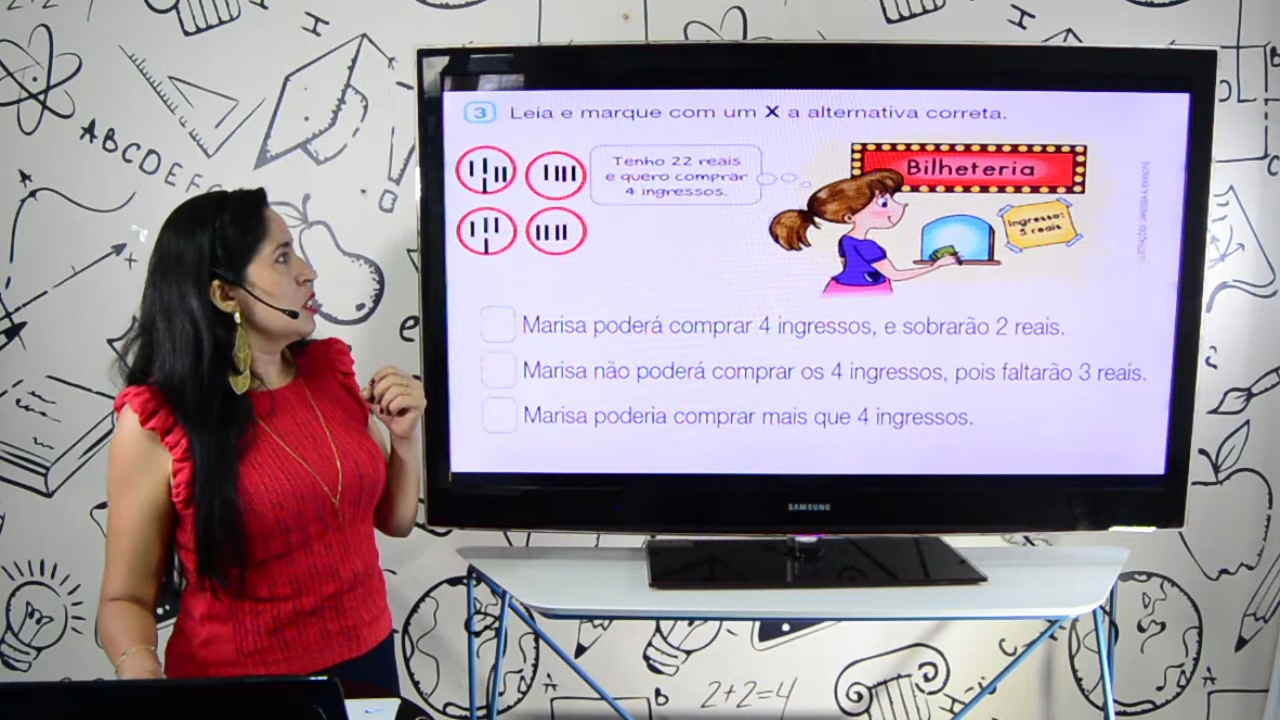 3 Leia e marque com um X a alternativa correta.
Tenho 22 reais
e quero comprar
4 ingressos.
Bilheteria
Ingresso:
5 reais
Marisa poderá comprar 4 ingressos, e sobrarão 2 reais.
Marisa não poderá comprar os 4 ingressos, pois faltarão 3 reais.
Marisa poderia comprar mais que 4 ingressos.
SAMSUNG
ABCDEFG
H
H
A
B
C
2+2=4